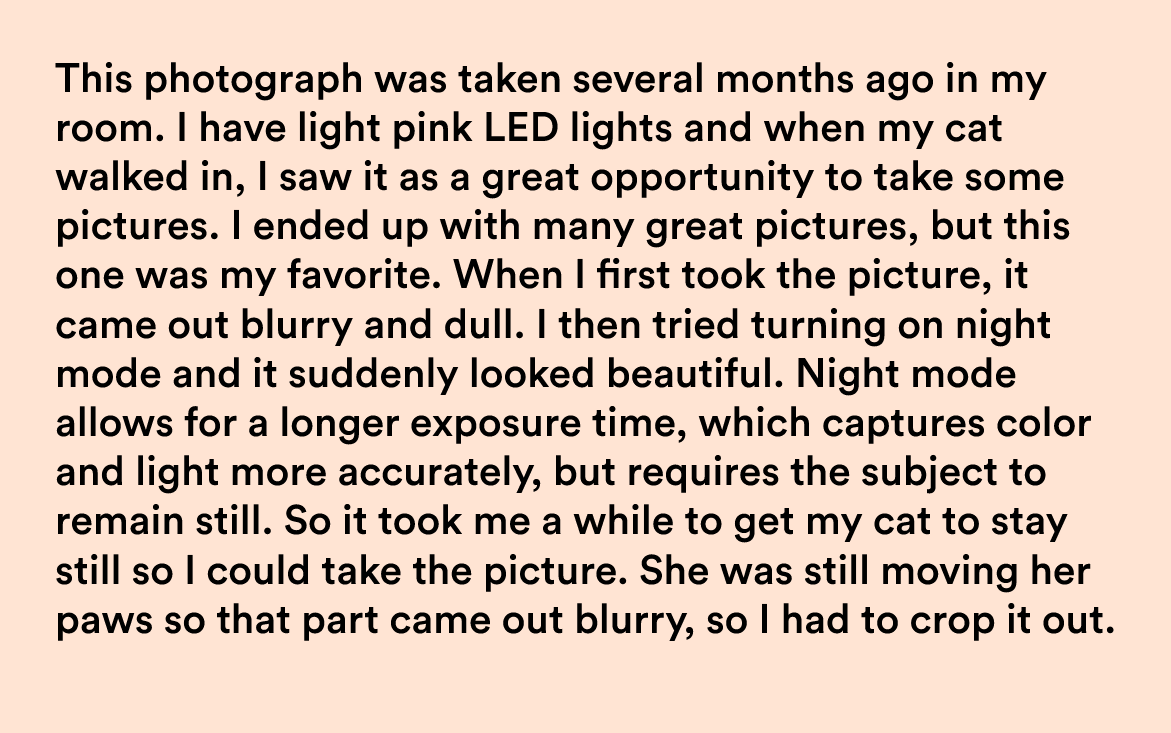 This photograph was taken several months ago in my
room. I have light pink LED lights and when my cat
walked in, I saw it as a great opportunity to take some
pictures. I ended up with many great pictures, but this
one was my favorite. When I first took the picture, it
came out blurry and dull. I then tried turning on night
mode and it suddenly looked beautiful. Night mode
allows for a longer exposure time, which captures color
and light more accurately, but requires the subject to
remain still. So it took me a while to get my cat to stay
still so I could take the picture. She was still moving her
paws so that part came out blurry, so I had to crop it out.